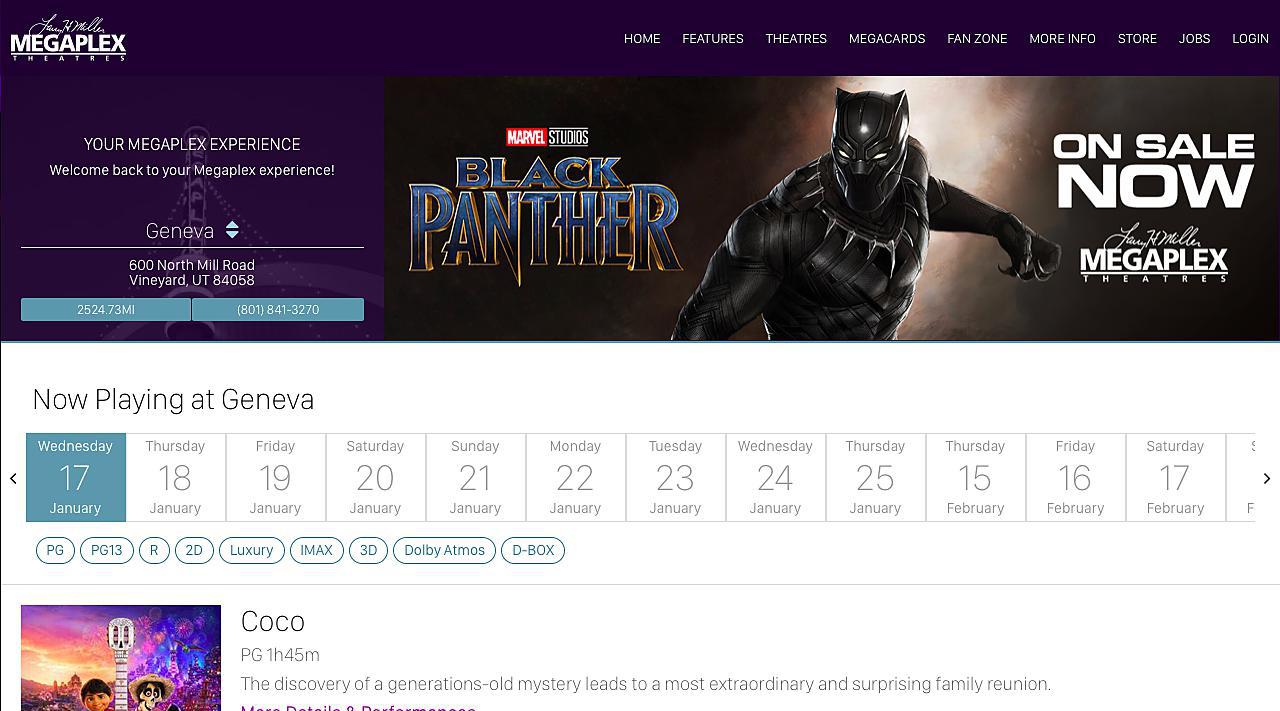 Larry H. Miller
MEGAPLEX
THEATRES
HOME FEATURES THEATRES MEGACARDS FAN ZONE MORE INFO STORE JOBS LOGIN
YOUR MEGAPLEX EXPERIENCE
Welcome back to your Megaplex experience!
Geneva
600 North Mill Road
Vineyard, UT 84058
2524.73MI (801) 841-3270
MARVEL STUDIOS
BLACK
PANTHER
ON SALE
NOW
Larry H. Miller
MEGAPLEX
THEATRES
Now Playing at Geneva
Wednesday Thursday Friday Saturday Sunday Monday Tuesday Wednesday Thursday Thursday Friday Saturday
17 18 19 20 21 22 23 24 25 15 16 17
January January January January January January January January January February February February
PG PG13 R 2D Luxury IMAX 3D Dolby Atmos D-BOX
Coco
PG 1h45m
The discovery of a generations-old mystery leads to a most extraordinary and surprising family reunion.
More Details & Performances